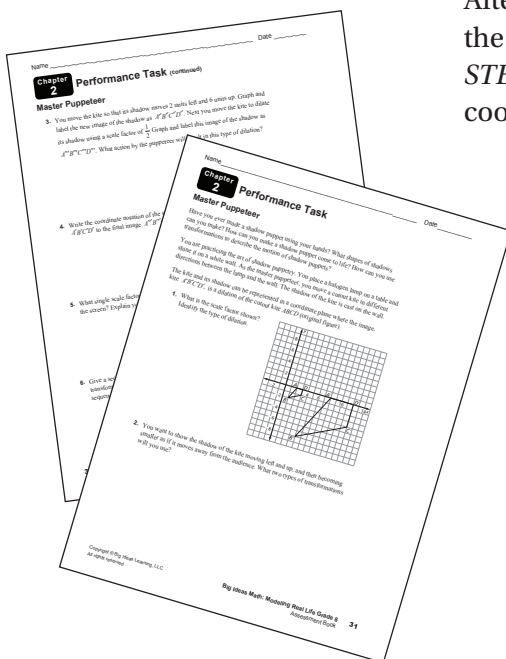 Afte
the
STE
coo
Name
Date
Chapter
2
Performance Task (continued)
Master Puppeteer
3. You move the kite so that its shadow moves 2 units left and 6 units up. Graph and
label the new image of the shadow as A″B″C″D″. Next you move the kite to dilate
its shadow using a scale factor of 1/2. Graph and label this image of the shadow as
What action by the puppeteer will
it in this type of dilation?
4. Write the coordinate notation of the
A′B′C′D′ to the final image
5. What single scale facto
the screen? Explain y
6. Give a
transform
sequen
Name
Date
Chapter
2
Performance Task
Master Puppeteer
Have you ever made a shadow puppet using your hands? What shapes of shadows
can you make? How can you make a shadow puppet come to life? How can you use
transformations to describe the motion of shadow puppets?
You are practicing the art of shadow puppetry. You place a halogen lamp on a table and
shine it on a white wall. As the master puppeteer, you move a cutout kite to different
directions between the lamp and the wall. The shadow of the kite is cast on the wall.
The kite and its shadow can be represented in a coordinate plane where the image,
kite A′B′C′D′, is a dilation of the cutout kite ABCD (original figure).
1. What is the scale factor shown?
Identify the type of dilation.
2. You want to show the shadow of the kite moving left and up, and then becoming
smaller as if it moves away from the audience. What two types of transformations
will you use?
Copyright © Big Ideas Learning, LLC
All rights reserved.
Big Ideas Math: Modeling Real Life Grade 8
Assessment Book
31